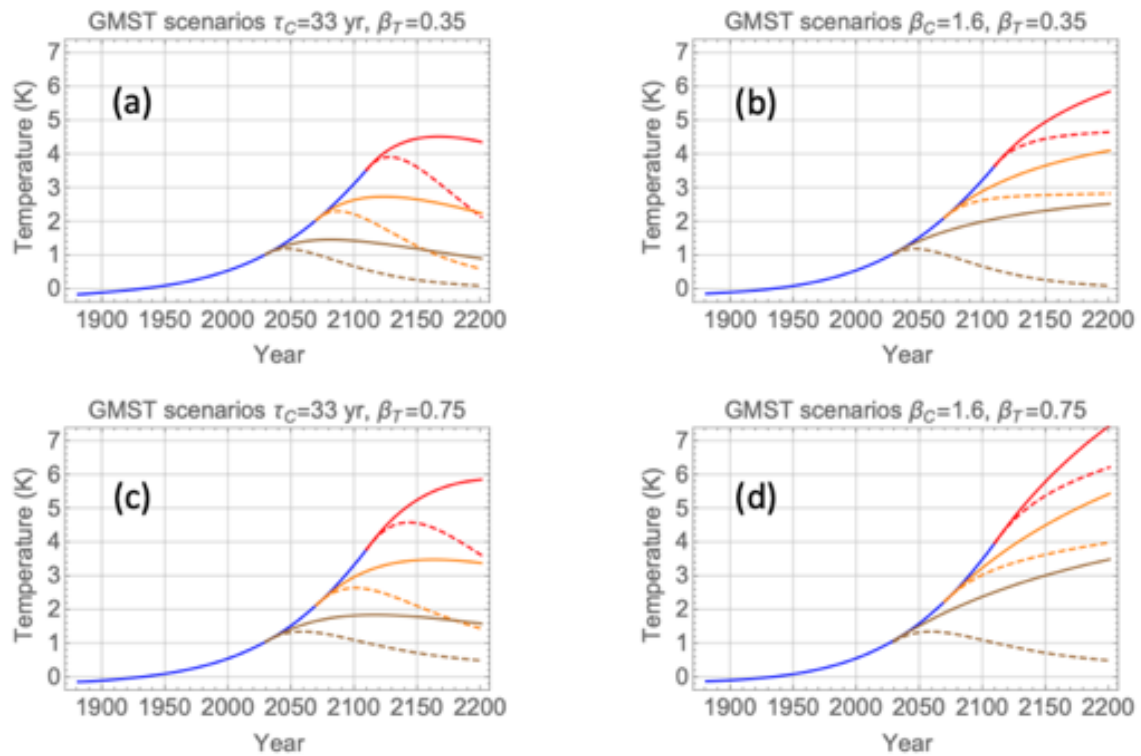 GMST scenarios τC=33 yr, βT=0.35
(a)
Temperature (K)
7
6
5
4
3
2
1
0
1900 1950 2000 2050 2100 2150 2200
Year
GMST scenarios βC=1.6, βT=0.35
(b)
Temperature (K)
7
6
5
4
3
2
1
0
1900 1950 2000 2050 2100 2150 2200
Year
GMST scenarios τC=33 yr, βT=0.75
(c)
Temperature (K)
7
6
5
4
3
2
1
0
1900 1950 2000 2050 2100 2150 2200
Year
GMST scenarios βC=1.6, βT=0.75
(d)
Temperature (K)
7
6
5
4
3
2
1
0
1900 1950 2000 2050 2100 2150 2200
Year